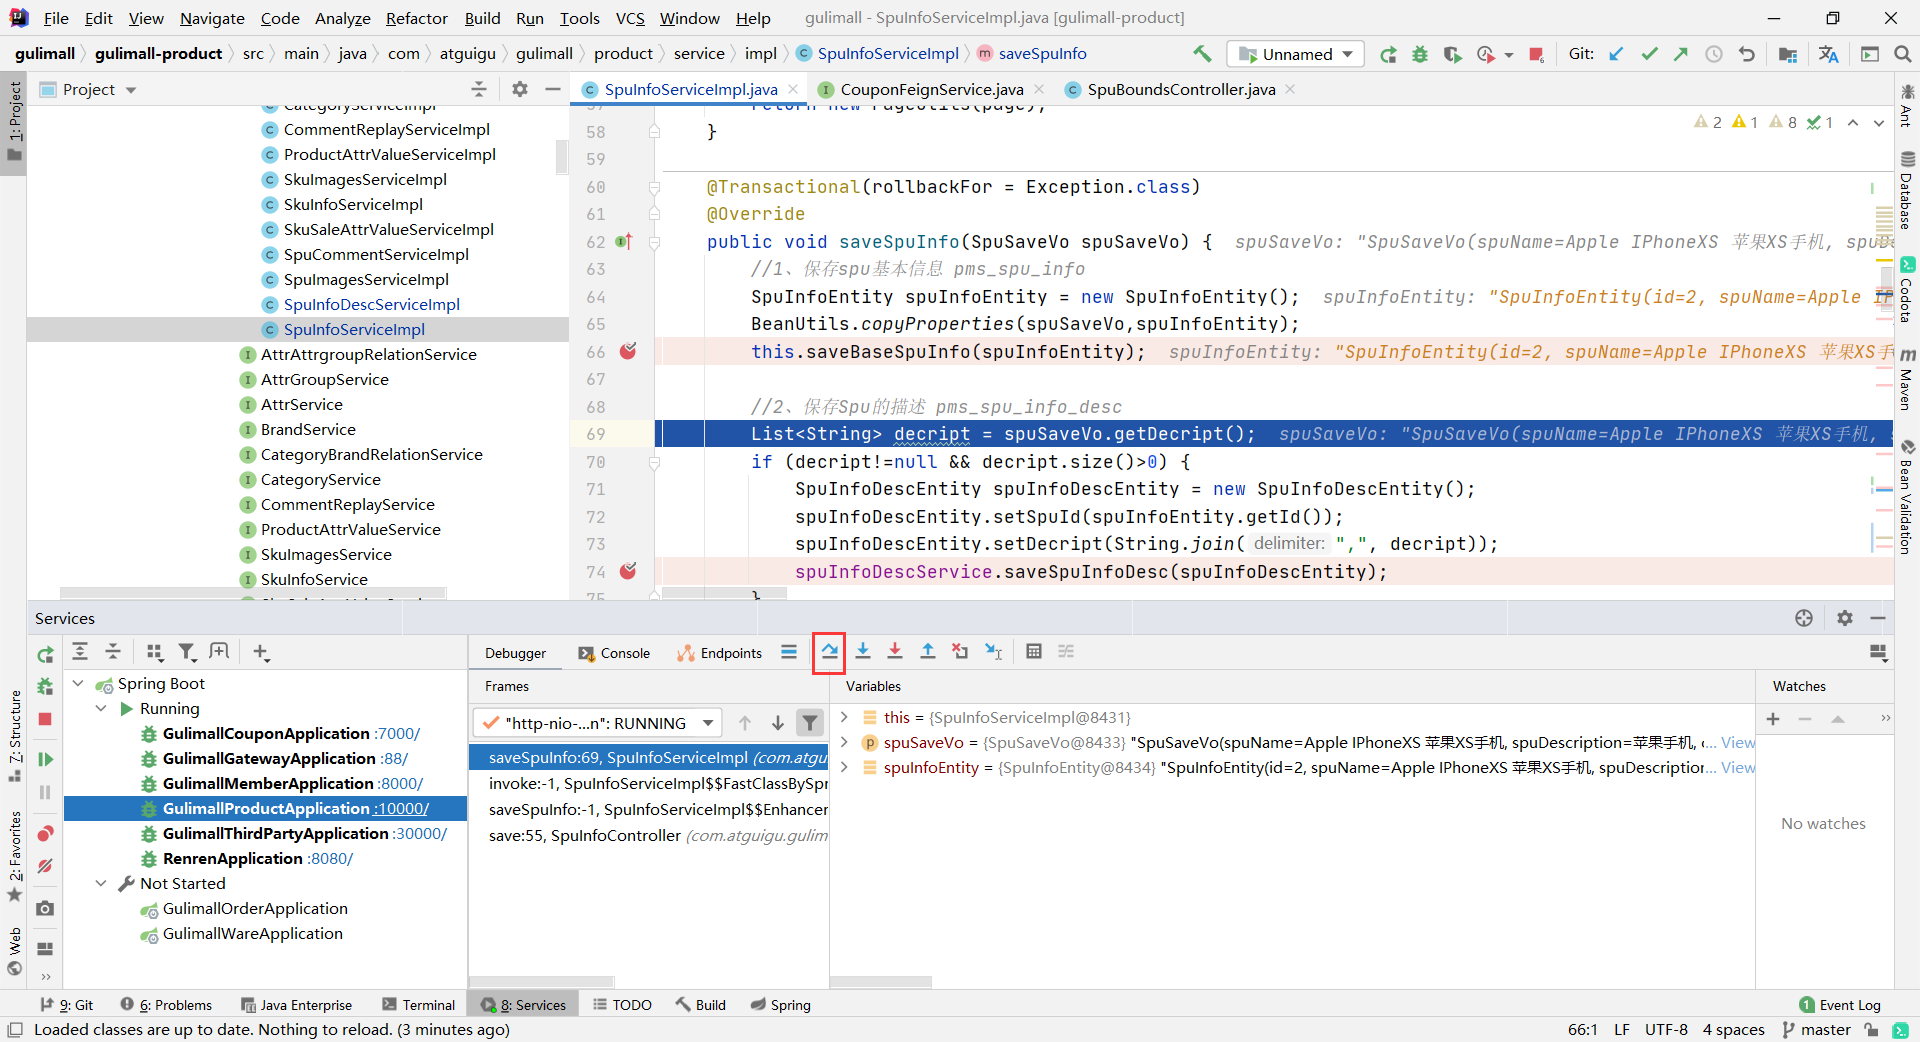 File Edit View Navigate Code Analyze Refactor Build Run Tools VCS Window Help gulimall - SpuInfoServiceImpl.java [gulimall-product]
gulimall gulimall-product src main java com atguigu gulimall product service impl SpuInfoServiceImpl saveSpuInfo Unnamed Git:
1: Project
Project
SpuInfoServiceImpl.java CouponFeignService.java SpuBoundsController.java
CategoryServiceImpl
CommentReplayServiceImpl
ProductAttrValueServiceImpl
SkuImagesServiceImpl
SkuInfoServiceImpl
SkuSaleAttrValueServiceImpl
SpuCommentServiceImpl
SpuImagesServiceImpl
SpuInfoDescServiceImpl
SpuInfoServiceImpl
AttrAttrgroupRelationService
AttrGroupService
AttrService
BrandService
CategoryBrandRelationService
CategoryService
CommentReplayService
ProductAttrValueService
SkuImagesService
SkuInfoService
57 return new PageUtils(page);
2 1 8 1
58 }
59
60 @Transactional(rollbackFor = Exception.class)
61 @Override
62 public void saveSpuInfo(SpuSaveVo spuSaveVo) { spuSaveVo: "SpuSaveVo(spuName=Apple IPhoneXS 苹果XS手机, spuDe
63 //1、保存spu基本信息 pms_spu_info
64 SpuInfoEntity spuInfoEntity = new SpuInfoEntity(); spuInfoEntity: "SpuInfoEntity(id=2, spuName=Apple IP
65 BeanUtils.copyProperties(spuSaveVo,spuInfoEntity);
66 this.saveBaseSpuInfo(spuInfoEntity); spuInfoEntity: "SpuInfoEntity(id=2, spuName=Apple IPhoneXS 苹果XS手
67
68 //2、保存Spu的描述 pms_spu_info_desc
69 List<String> decript = spuSaveVo.getDecript(); spuSaveVo: "SpuSaveVo(spuName=Apple IPhoneXS 苹果XS手机, s
70 if (decript!=null && decript.size()>0) {
71 SpuInfoDescEntity spuInfoDescEntity = new SpuInfoDescEntity();
72 spuInfoDescEntity.setSpuId(spuInfoEntity.getId());
73 spuInfoDescEntity.setDecript(String.join( delimiter: ",", decript));
74 spuInfoDescService.saveSpuInfoDesc(spuInfoDescEntity);
75 }
Ant
Database
Codota
Maven
Bean Validation
Services
7: Structure
2: Favorites
Web
Debugger Console Endpoints
Frames Variables Watches
Spring Boot
Running
GulimallCouponApplication :7000/
GulimallGatewayApplication :88/
GulimallMemberApplication :8000/
GulimallProductApplication :10000/
GulimallThirdPartyApplication :30000/
RenrenApplication :8080/
Not Started
GulimallOrderApplication
GulimallWareApplication
"http-nio-...n": RUNNING
saveSpuInfo:69, SpuInfoServiceImpl (com.atgu
invoke:-1, SpuInfoServiceImpl$$FastClassBySpr
saveSpuInfo:-1, SpuInfoServiceImpl$$Enhancer
save:55, SpuInfoController (com.atguigu.gulim
this = {SpuInfoServiceImpl@8431}
spuSaveVo = {SpuSaveVo@8433} "SpuSaveVo(spuName=Apple IPhoneXS 苹果XS手机, spuDescription=苹果手机, c... View
spuInfoEntity = {SpuInfoEntity@8434} "SpuInfoEntity(id=2, spuName=Apple IPhoneXS 苹果XS手机, spuDescription... View
No watches
9: Git 6: Problems Java Enterprise Terminal 8: Services TODO Build Spring 1 Event Log
Loaded classes are up to date. Nothing to reload. (3 minutes ago) 66:1 LF UTF-8 4 spaces master